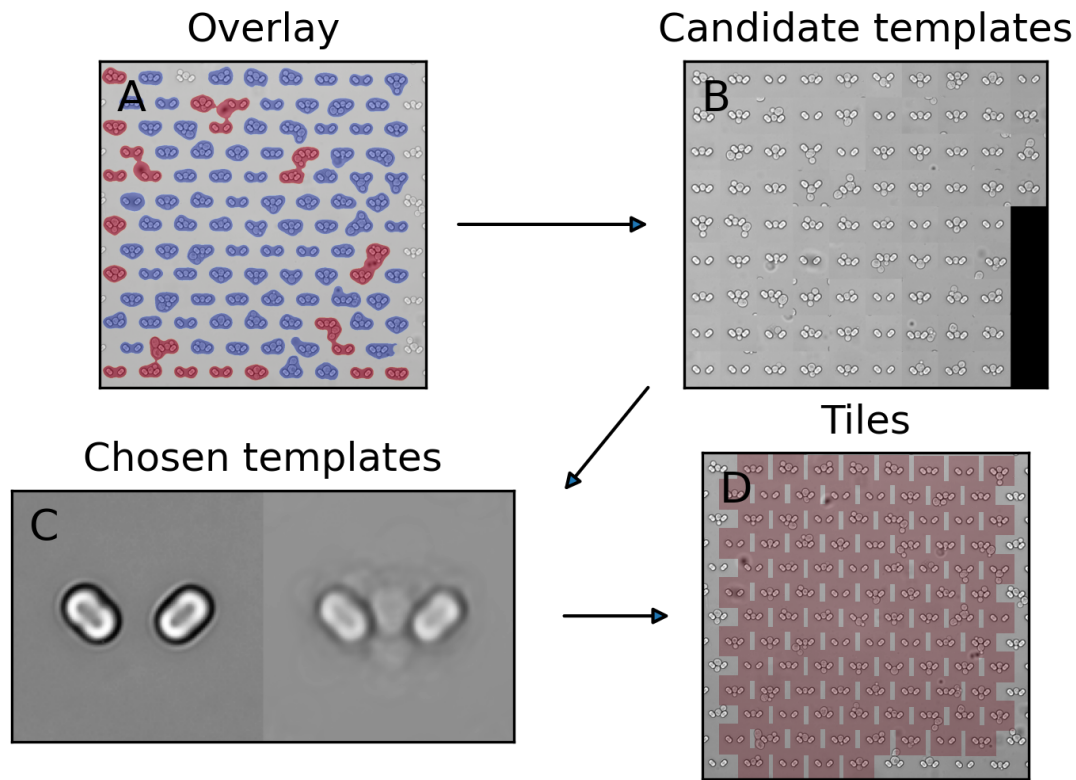 Overlay
Candidate templates
A
B
Chosen templates
Tiles
C
D